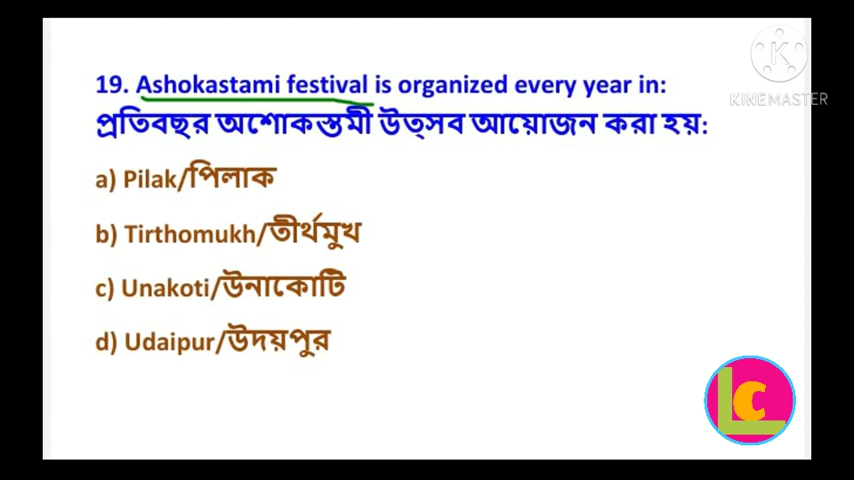 19. Ashokastami festival is organized every year in:
প্রতিবছর অশোকস্তমী উত্সব আয়োজন করা হয়:
a) Pilak/পিলাক
b) Tirthomukh/তীর্থমুখ
c) Unakoti/উনাকোটি
d) Udaipur/উদয়পুর
K
KINEMASTER
LC